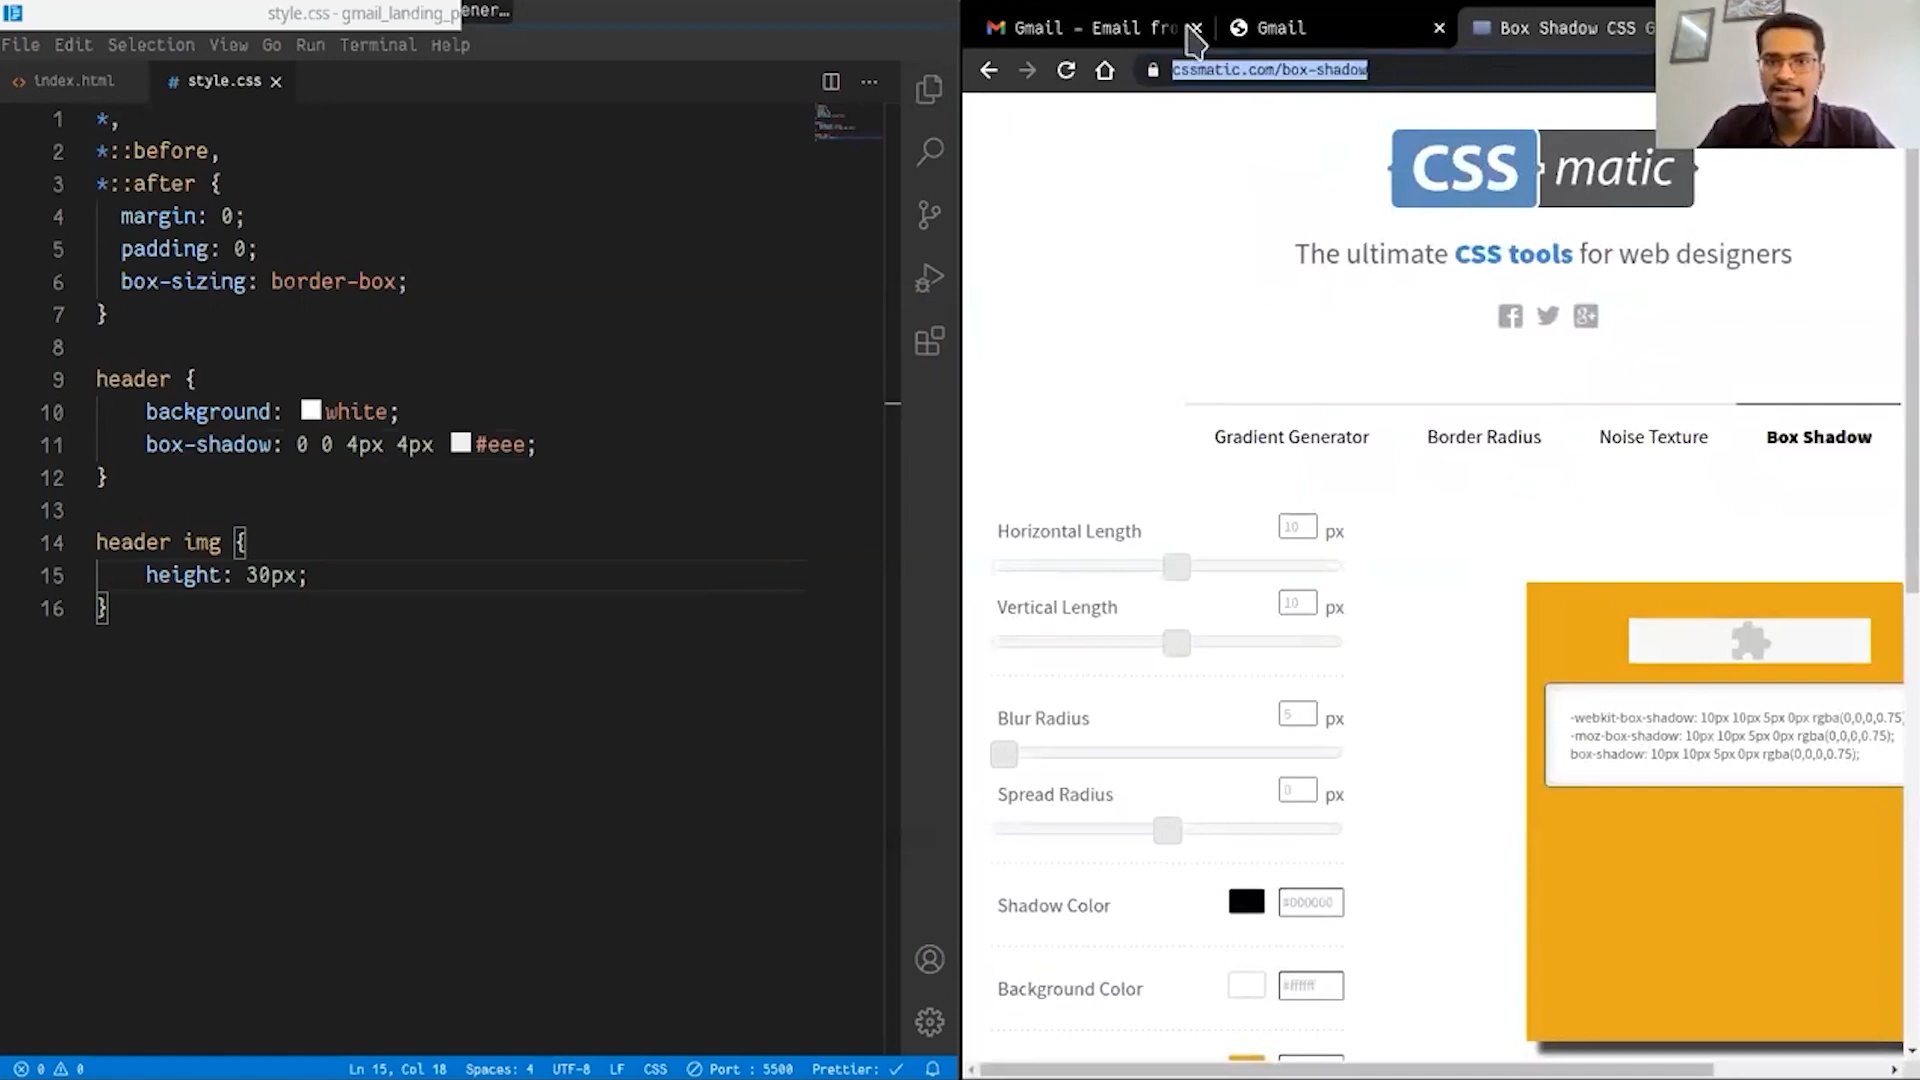 style.css - gmail_landing_p
ener...
File Edit Selection View Go Run Terminal Help
index.html
# style.css
1 *,
2 *::before,
3 *::after {
4 margin: 0;
5 padding: 0;
6 box-sizing: border-box;
7 }
8
9 header {
10 background: white;
11 box-shadow: 0 0 4px 4px #eee;
12 }
13
14 header img {
15 height: 30px;
16 }
0 0 Ln 15, Col 18 Spaces: 4 UTF-8 LF CSS Port : 5500 Prettier: ✓
Gmail - Email fro
Gmail
Box Shadow CSS G
cssmatic.com/box-shadow
CSS matic
The ultimate CSS tools for web designers
Gradient Generator Border Radius Noise Texture Box Shadow
Horizontal Length 10 px
Vertical Length 10 px
Blur Radius 5 px
Spread Radius 0 px
Shadow Color #000000
Background Color #ffffff
-webkit-box-shadow: 10px 10px 5px 0px rgba(0,0,0,0.75)
-moz-box-shadow: 10px 10px 5px 0px rgba(0,0,0,0.75);
box-shadow: 10px 10px 5px 0px rgba(0,0,0,0.75);